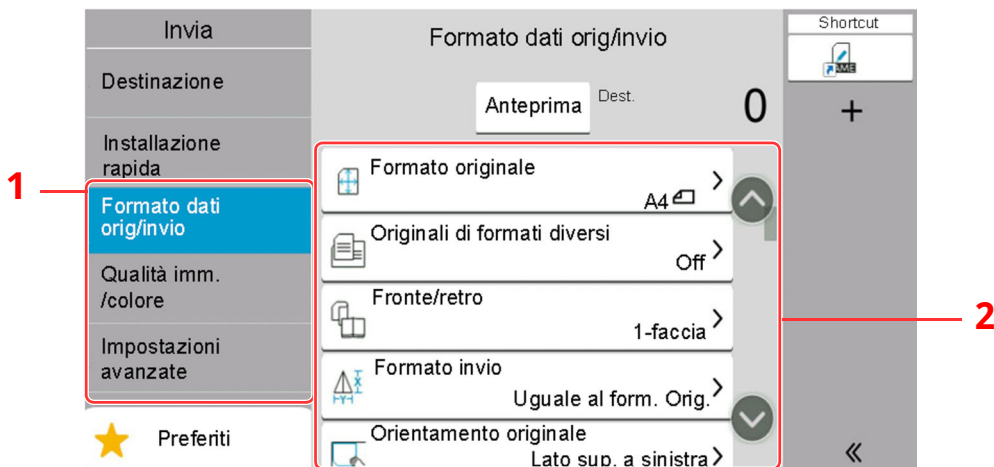 Invia
Destinazione
Installazione
rapida
1
Formato dati
orig/invio
Qualità imm.
/colore
Impostazioni
avanzate
Preferiti
Formato dati orig/invio
Anteprima
Dest.
0
Formato originale
A4
Originali di formati diversi
Off
Fronte/retro
1-faccia
Formato invio
Uguale al form. Orig.
Orientamento originale
Lato sup. a sinistra
2
Shortcut
AME
+
«